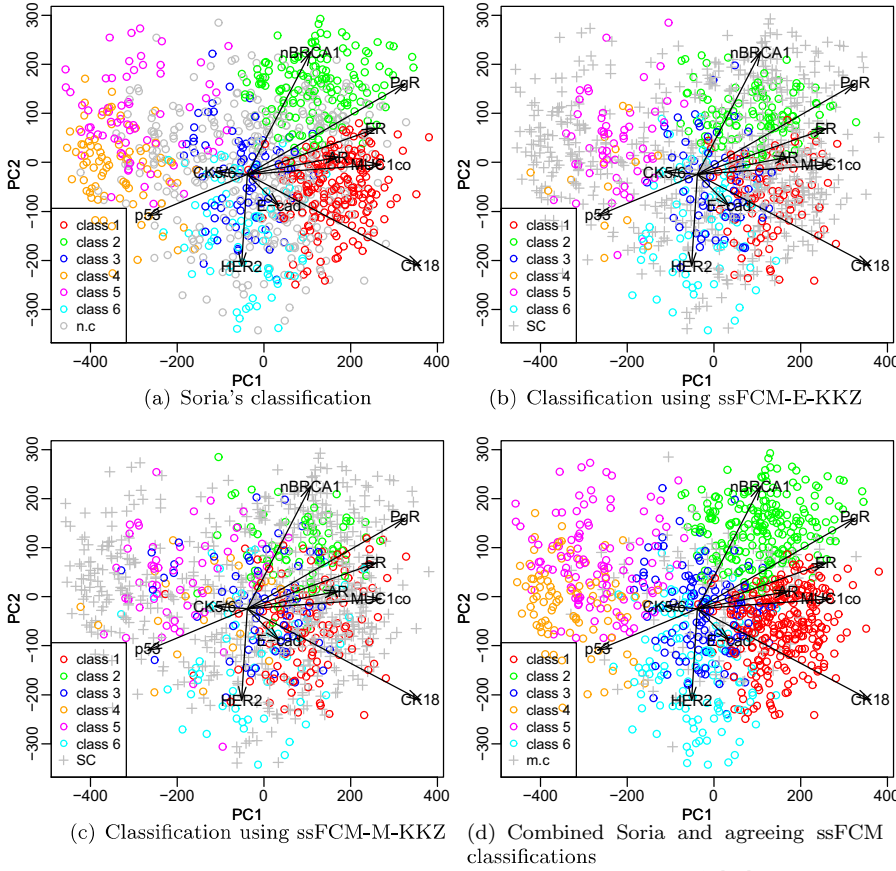 300
200
100
0
−100
−200
−300
PC2
nBRCA1
PgR
ER
AR
MUC1co
CK5/6
E−cad
p53
HER2
CK18
class 1
class 2
class 3
class 4
class 5
class 6
n.c
−400 −200 0 200 400
PC1
(a) Soria's classification
300
200
100
0
−100
−200
−300
PC2
nBRCA1
PgR
ER
AR
MUC1co
CK5/6
E−cad
p53
HER2
CK18
class 1
class 2
class 3
class 4
class 5
class 6
SC
−400 −200 0 200 400
PC1
(b) Classification using ssFCM-E-KKZ
300
200
100
0
−100
−200
−300
PC2
nBRCA1
PgR
ER
AR
MUC1co
CK5/6
E−cad
p53
HER2
CK18
class 1
class 2
class 3
class 4
class 5
class 6
SC
−400 −200 0 200 400
PC1
(c) Classification using ssFCM-M-KKZ
300
200
100
0
−100
−200
−300
PC2
nBRCA1
PgR
ER
AR
MUC1co
CK5/6
E−cad
p53
HER2
CK18
class 1
class 2
class 3
class 4
class 5
class 6
m.c
−400 −200 0 200 400
PC1
(d) Combined Soria and agreeing ssFCM
classifications